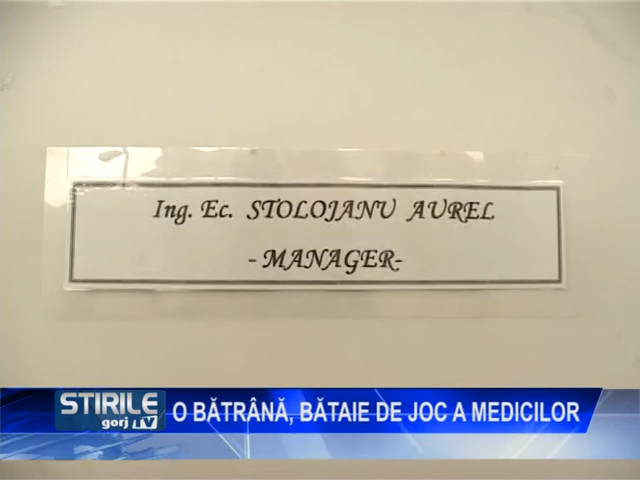 Ing. Ec. STOLOJANU AUREL
- MANAGER-
STIRILE
gorj TV
O BĂTRÂNĂ, BĂTAIE DE JOC A MEDICILOR